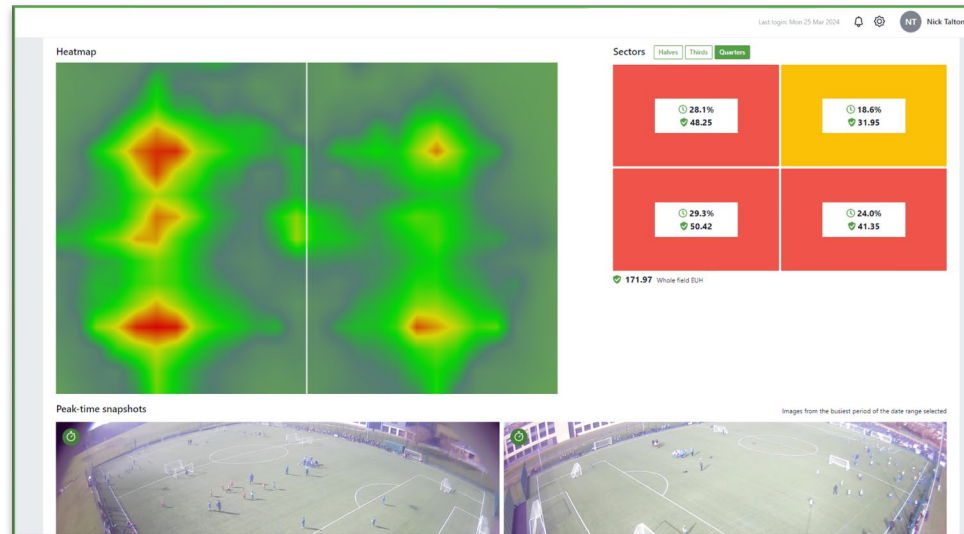 Last login: Mon 25 Mar 2024
NT
Nick Talton
Heatmap
Sectors
Halves
Thirds
Quarters
28.1%
48.25
18.6%
31.95
29.3%
50.42
24.0%
41.35
171.97 Whole field EUH
Peak-time snapshots
Images from the busiest period of the date range selected